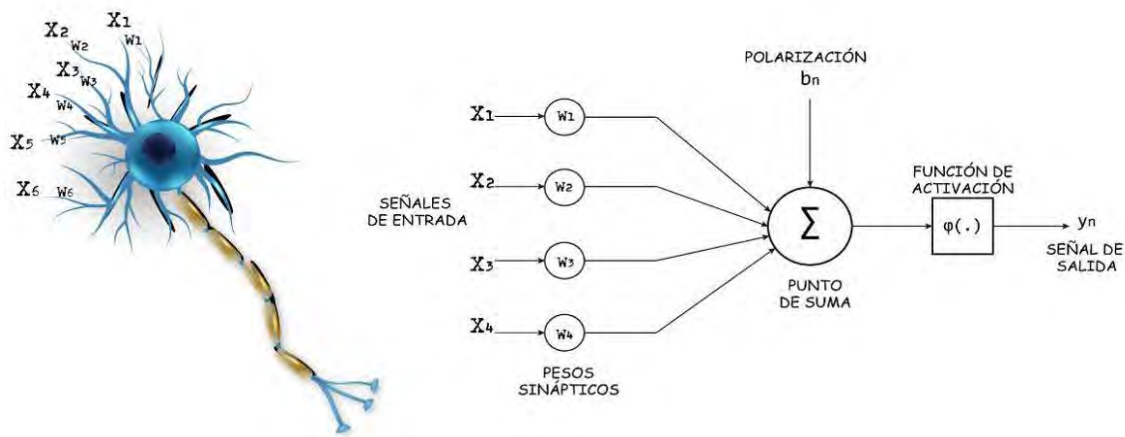 X1
W1
X2
W2
X3
W3
X4
W4
X5
W5
X6
W6
SEÑALES
DE ENTRADA
X1
W1
X2
W2
X3
W3
X4
W4
PESOS
SINÁPTICOS
POLARIZACIÓN
bn
Σ
PUNTO
DE SUMA
FUNCIÓN DE
ACTIVACIÓN
φ(.)
yn
SEÑAL DE
SALIDA